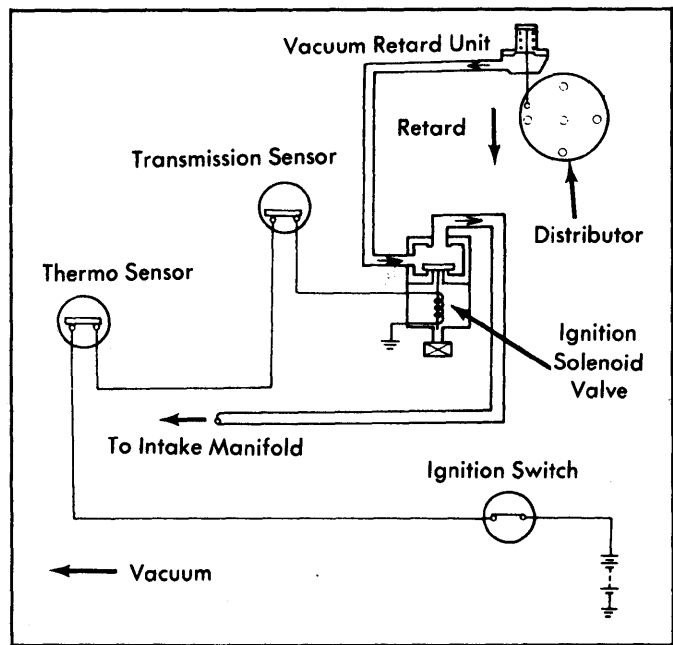 Vacuum Retard Unit
Retard
Transmission Sensor
Distributor
Thermo Sensor
Ignition
Solenoid
Valve
To Intake Manifold
Ignition Switch
Vacuum